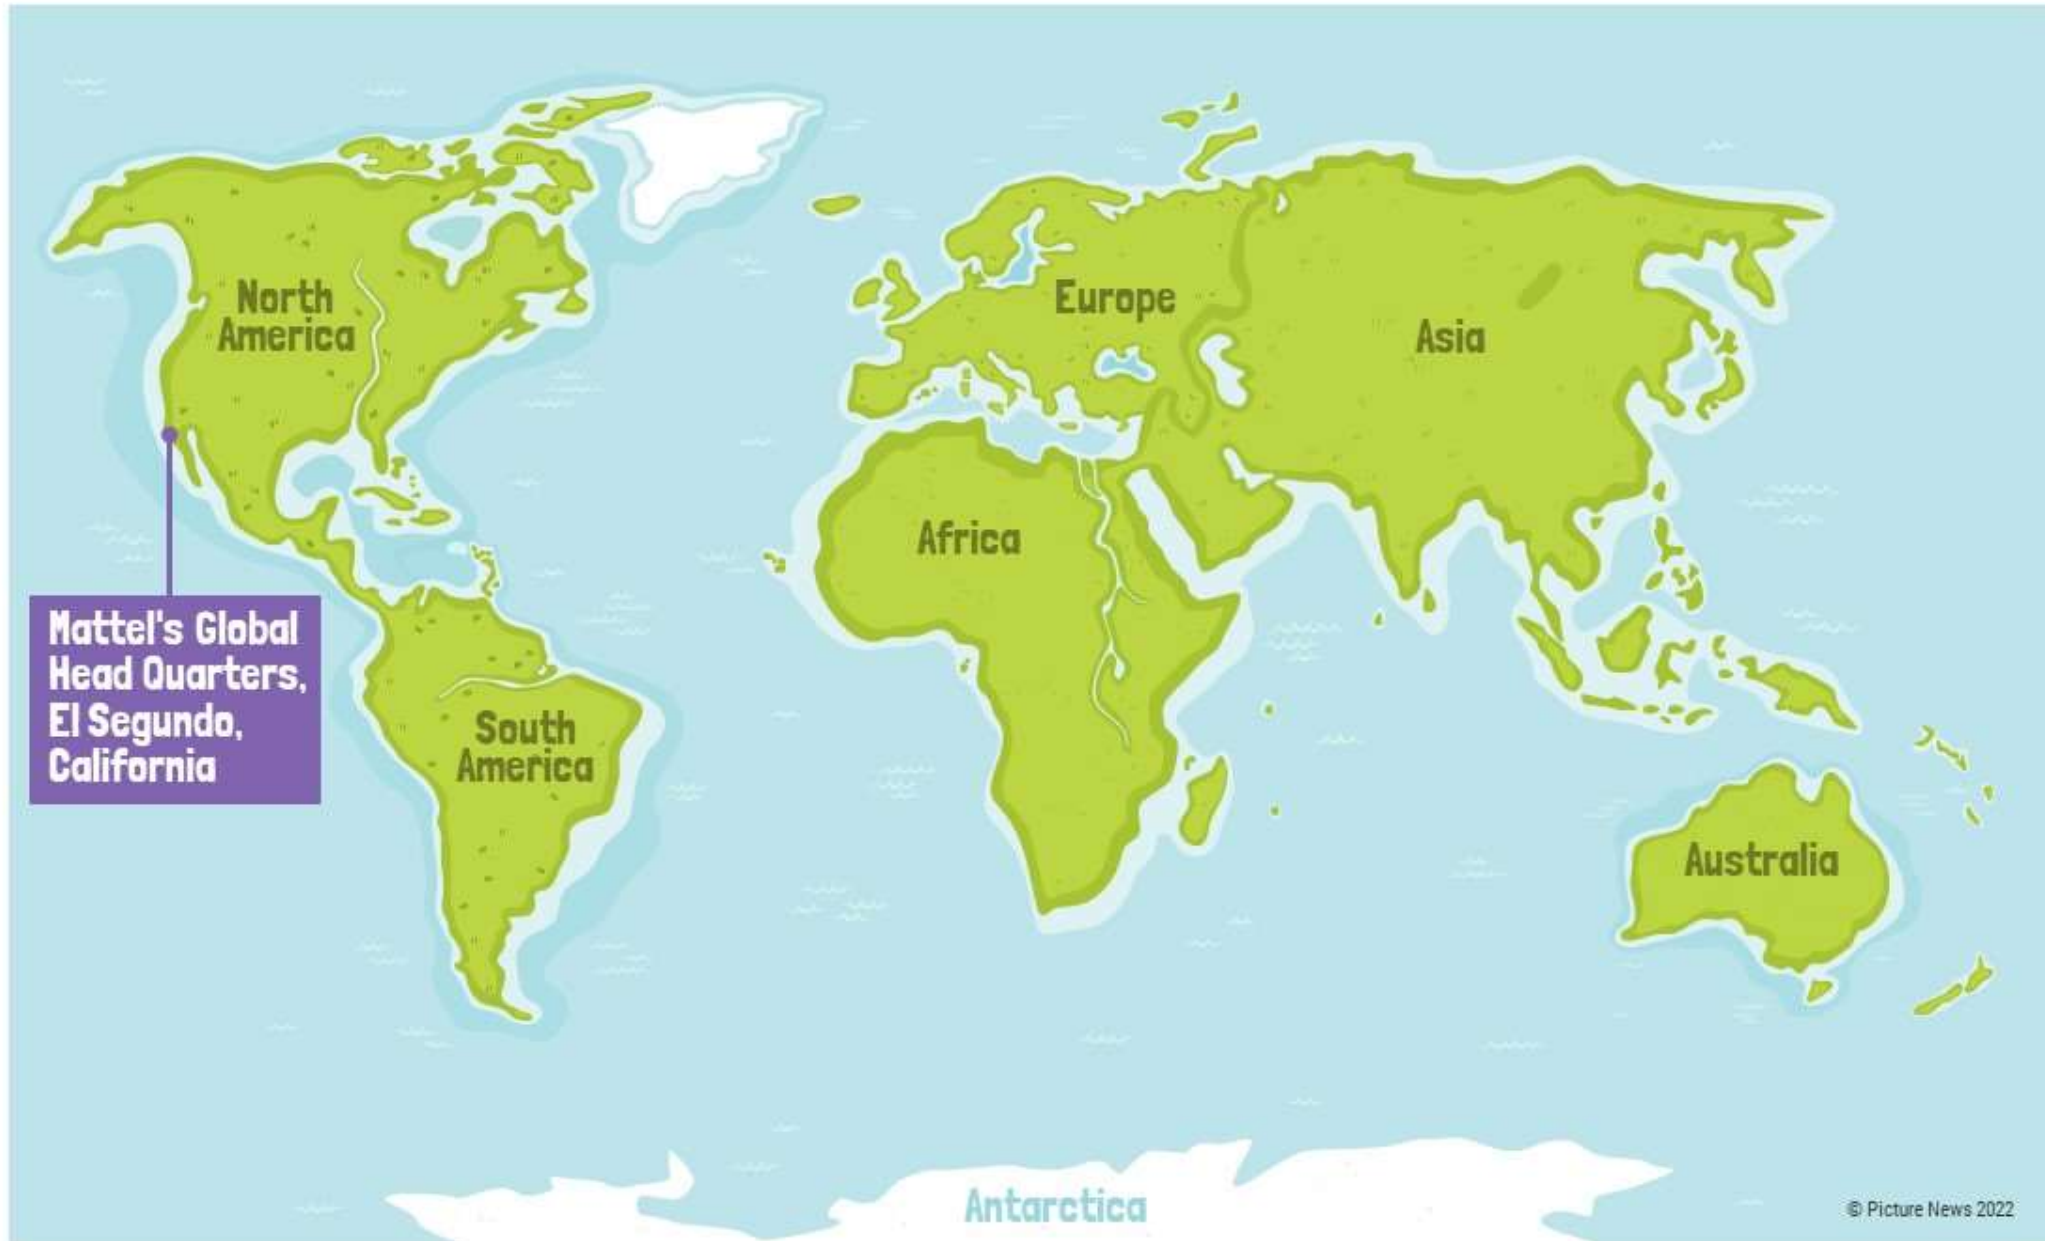 North
America
Europe
Asia
Africa
Mattel's Global
Head Quarters,
El Segundo,
California
South
America
Australia
Antarctica
© Picture News 2022